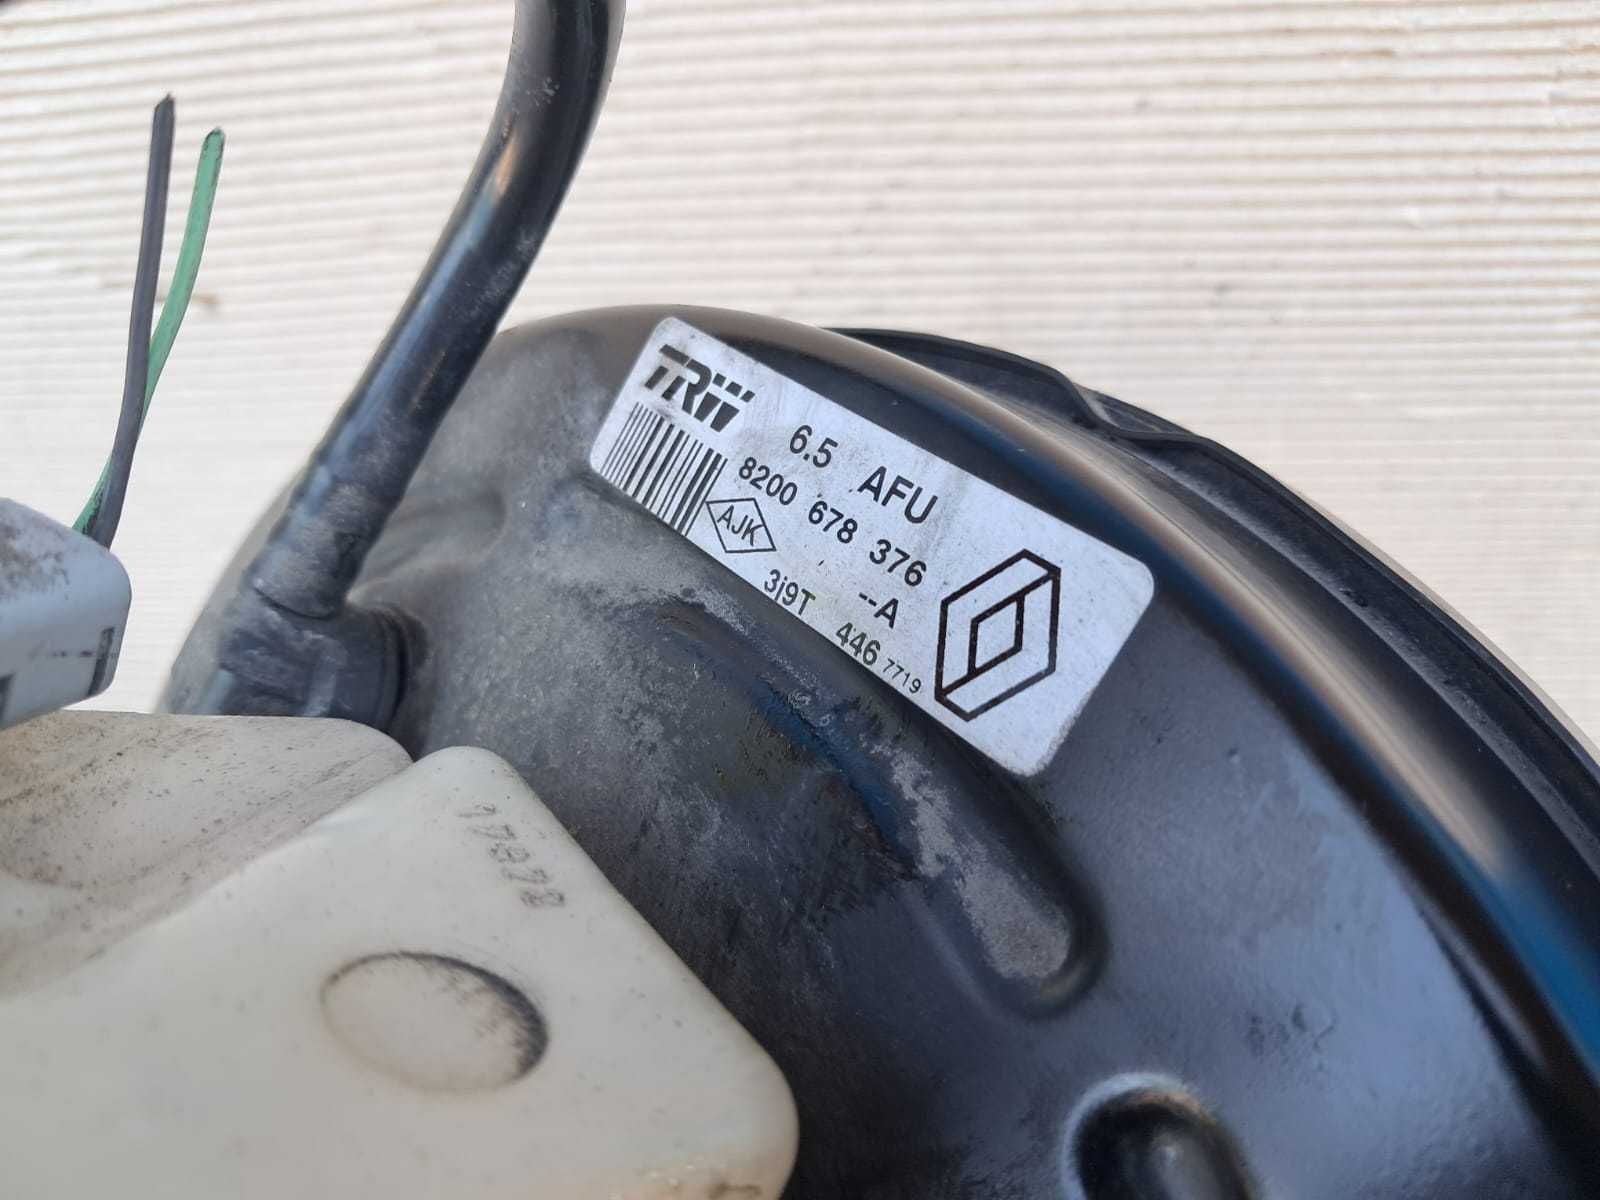 TRW
6.5 AFU
8200 678 376
AJK
--A
3j9T 446 7719